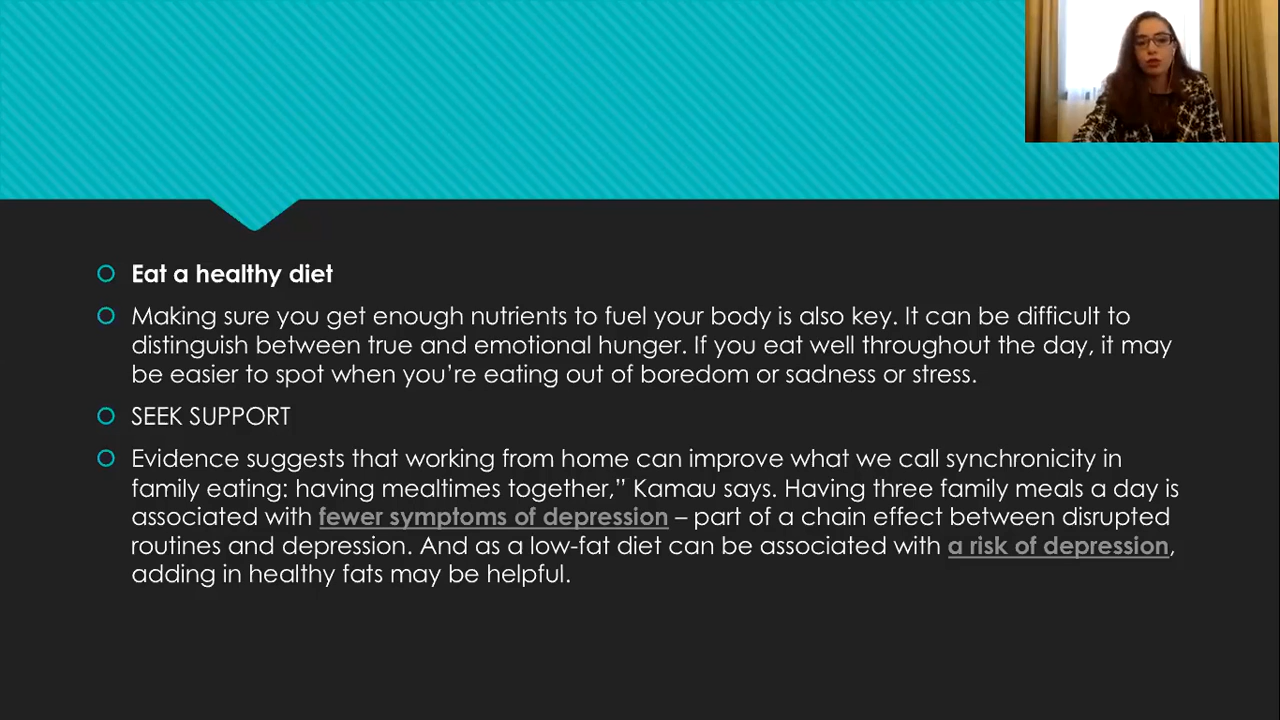 Eat a healthy diet
Making sure you get enough nutrients to fuel your body is also key. It can be difficult to
distinguish between true and emotional hunger. If you eat well throughout the day, it may
be easier to spot when you’re eating out of boredom or sadness or stress.
SEEK SUPPORT
Evidence suggests that working from home can improve what we call synchronicity in
family eating: having mealtimes together,” Kamau says. Having three family meals a day is
associated with fewer symptoms of depression – part of a chain effect between disrupted
routines and depression. And as a low-fat diet can be associated with a risk of depression,
adding in healthy fats may be helpful.